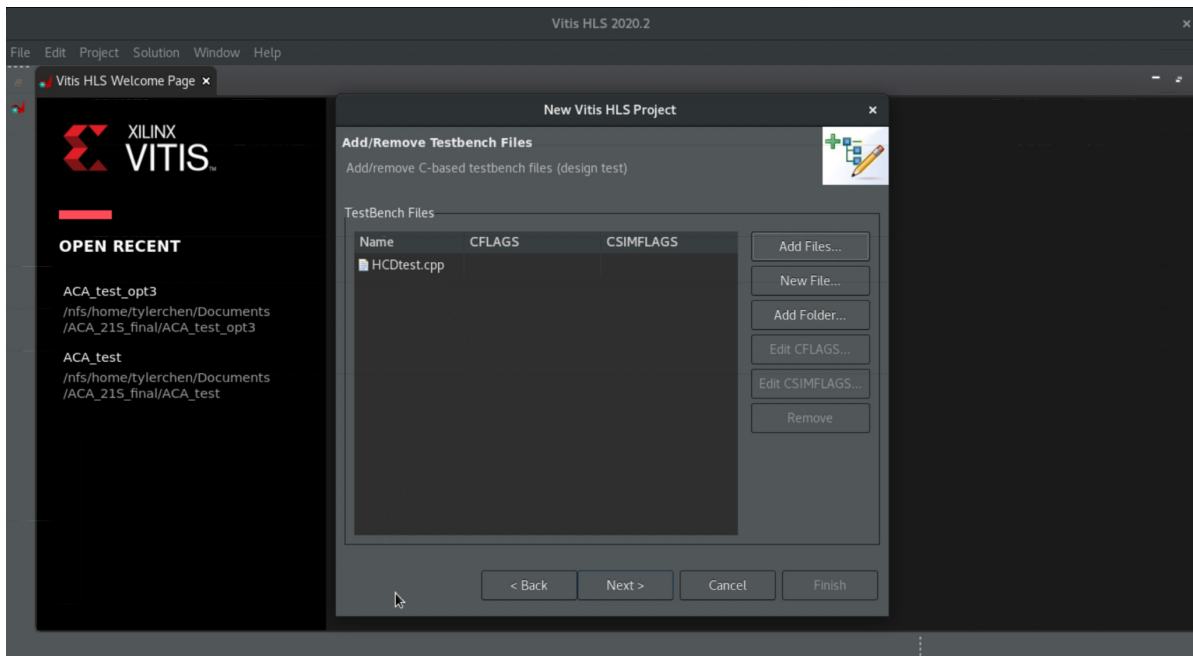 Vitis HLS 2020.2
File Edit Project Solution Window Help
Vitis HLS Welcome Page
XILINX
VITIS™
OPEN RECENT
ACA_test_opt3
/nfs/home/tylerchen/Documents
/ACA_21S_final/ACA_test_opt3
ACA_test
/nfs/home/tylerchen/Documents
/ACA_21S_final/ACA_test
New Vitis HLS Project
Add/Remove Testbench Files
Add/remove C-based testbench files (design test)
TestBench Files
Name CFLAGS CSIMFLAGS
HCDtest.cpp
Add Files...
New File...
Add Folder...
Edit CFLAGS...
Edit CSIMFLAGS...
Remove
< Back Next > Cancel Finish